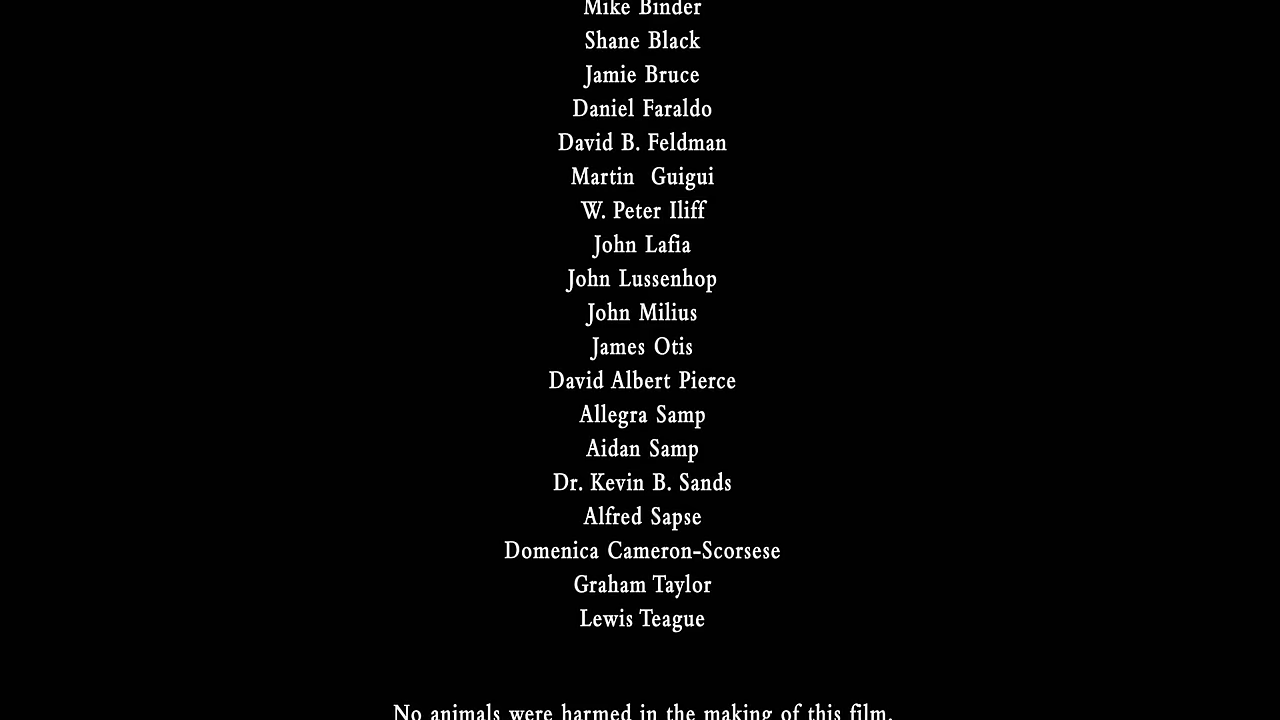 Mike Binder
Shane Black
Jamie Bruce
Daniel Faraldo
David B. Feldman
Martin  Guigui
W. Peter Iliff
John Lafia
John Lussenhop
John Milius
James Otis
David Albert Pierce
Allegra Samp
Aidan Samp
Dr. Kevin B. Sands
Alfred Sapse
Domenica Cameron-Scorsese
Graham Taylor
Lewis Teague
No animals were harmed in the making of this film.